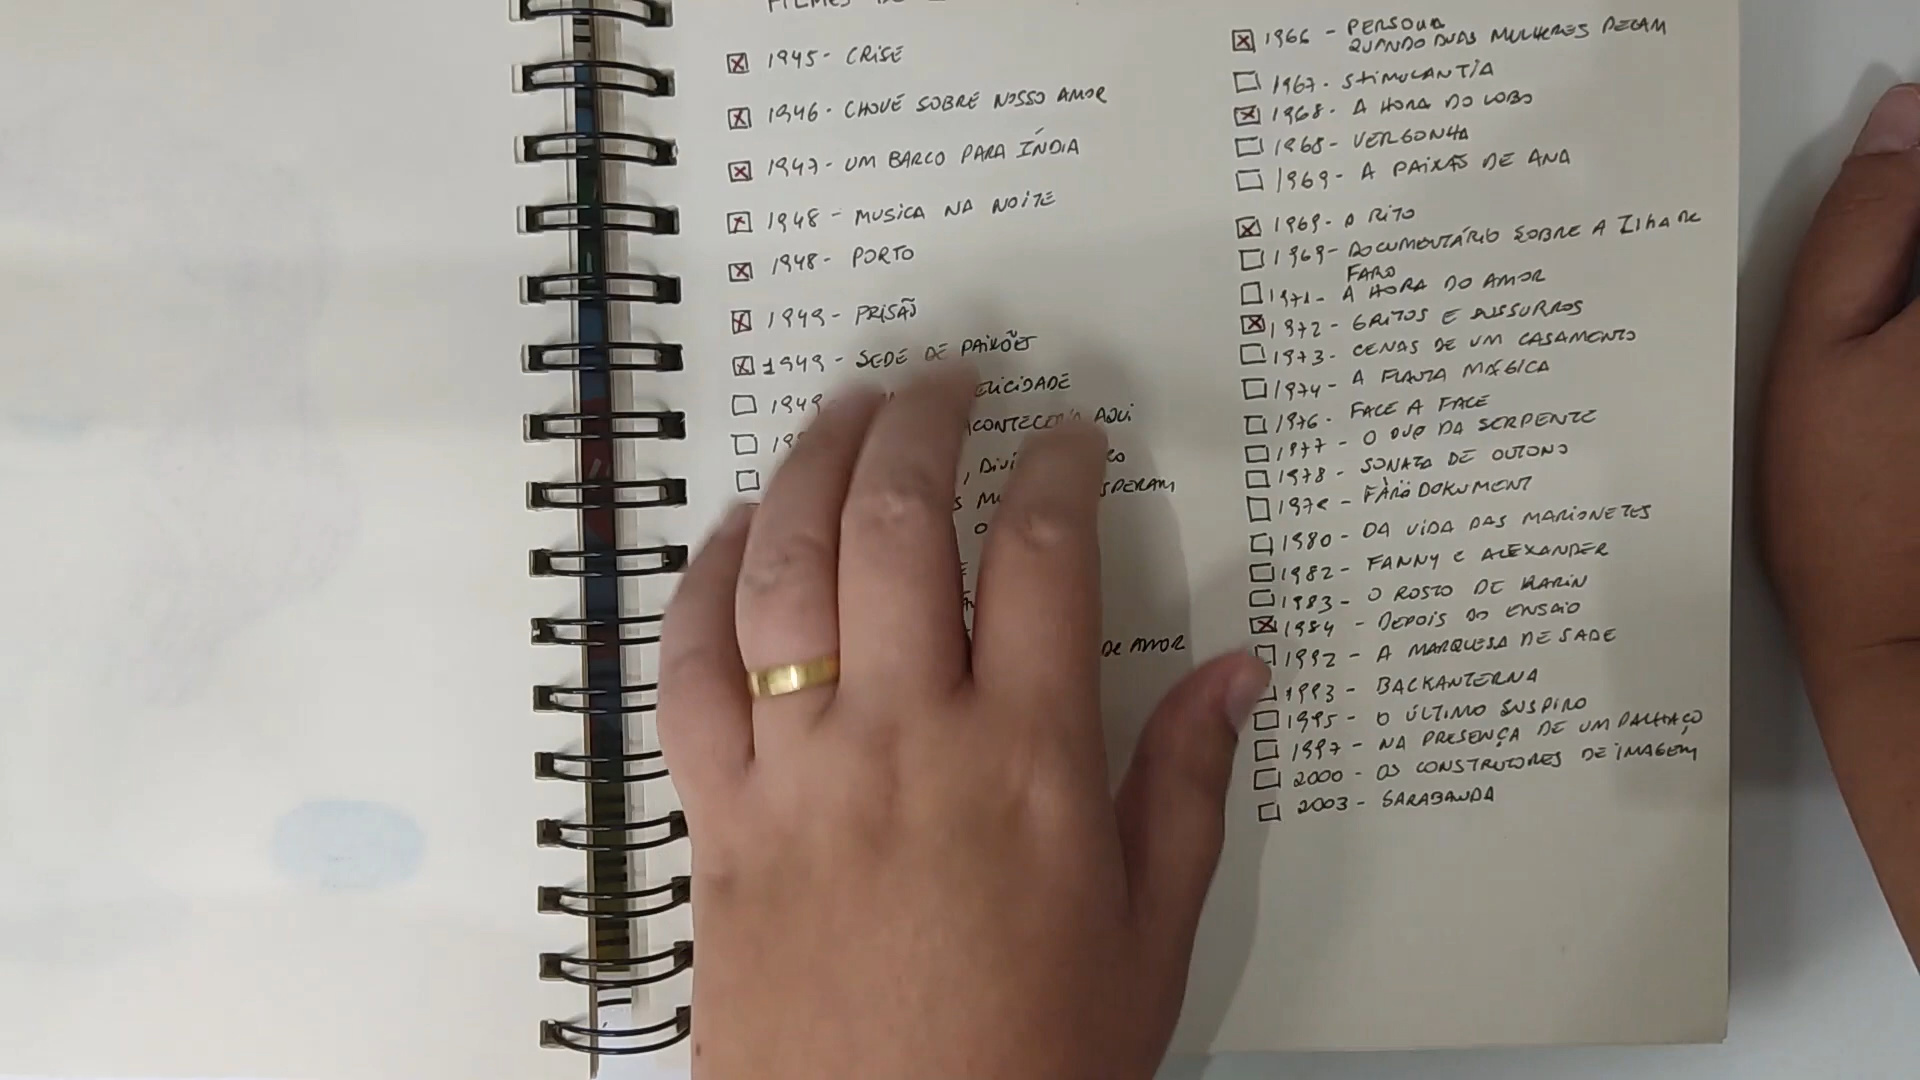 1945 - CRISE
1946 - CHOVE SOBRE NOSSO AMOR
1947 - UM BARCO PARA ÍNDIA
1948 - MUSICA NA NOITE
1948 - PORTO
1949 - PRISÃO
1949 - SEDE DE PAIXÕES
1949
AQUI
DE AMOR
1966 - PERSONA
QUANDO DUAS MULHERES PECAM
1967 - STIMULANTIA
1968 - A HORA DO LOBO
1968 - VERGONHA
1969 - A PAIXÃO DE ANA
1969 - O RITO
1969 - DOCUMENTÁRIO SOBRE A ILHA DE
FARO
1971 - A HORA DO AMOR
1972 - GRITOS E SUSSURROS
1973 - CENAS DE UM CASAMENTO
1974 - A FLAUTA MÁGICA
1976 - FACE A FACE
1977 - O OVO DA SERPENTE
1978 - SONATA DE OUTONO
1979 - FÅRÖ DOKUMENT
1980 - DA VIDA DAS MARIONETES
1982 - FANNY E ALEXANDER
1983 - O ROSTO DE KARIN
1984 - DEPOIS DO ENSAIO
1992 - A MARQUESA DE SADE
1993 - BACKANTERNA
1995 - O ÚLTIMO SUSPIRO
1997 - NA PRESENÇA DE UM PALHAÇO
2000 - OS CONSTRUTORES DE IMAGEM
2003 - SARABANDA